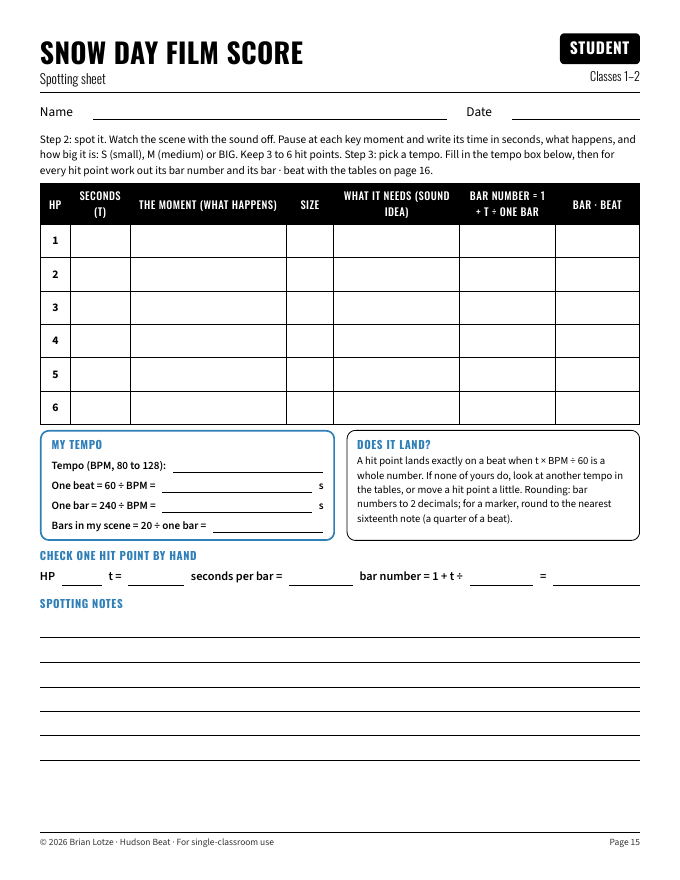 SNOW DAY FILM SCORE
STUDENT
Spotting sheet
Classes 1–2
Name
Date
Step 2: spot it. Watch the scene with the sound off. Pause at each key moment and write its time in seconds, what happens, and
how big it is: S (small), M (medium) or BIG. Keep 3 to 6 hit points. Step 3: pick a tempo. Fill in the tempo box below, then for
every hit point work out its bar number and its bar · beat with the tables on page 16.
HP
SECONDS
(T)
THE MOMENT (WHAT HAPPENS)
SIZE
WHAT IT NEEDS (SOUND
IDEA)
BAR NUMBER = 1
+ T ÷ ONE BAR
BAR · BEAT
1
2
3
4
5
6
MY TEMPO
Tempo (BPM, 80 to 128):
One beat = 60 ÷ BPM = s
One bar = 240 ÷ BPM = s
Bars in my scene = 20 ÷ one bar =
DOES IT LAND?
A hit point lands exactly on a beat when t × BPM ÷ 60 is a
whole number. If none of yours do, look at another tempo in
the tables, or move a hit point a little. Rounding: bar
numbers to 2 decimals; for a marker, round to the nearest
sixteenth note (a quarter of a beat).
CHECK ONE HIT POINT BY HAND
HP t = seconds per bar = bar number = 1 + t ÷ =
SPOTTING NOTES
© 2026 Brian Lotze · Hudson Beat · For single-classroom use
Page 15